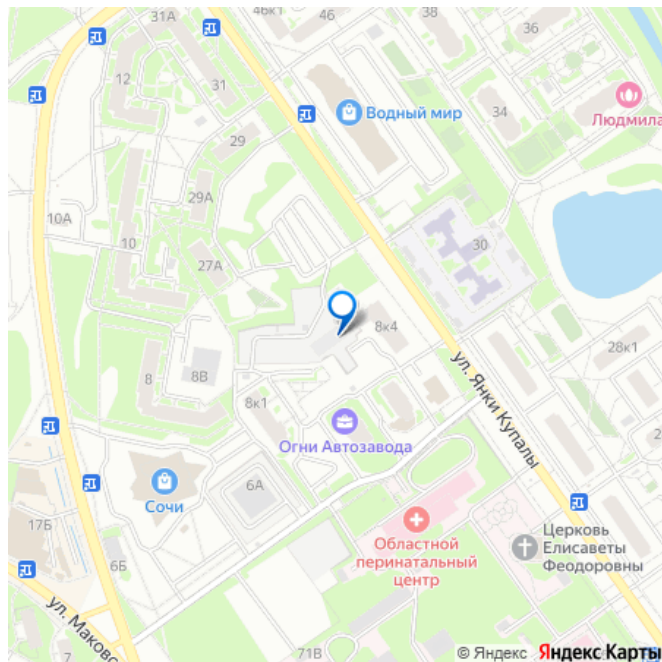 31А
46к1
46
38
36
12
31
Водный мир
34
Людмила
29
29А
10А
10
30
27А
8к4
28к1
ул. Янки Купалы
8
8В
8к1
Огни Автозавода
6А
Сочи
17Б
Областной
перинатальный
центр
Церковь
Елисаветы
Феодоровны
6Б
ул. Маковс
7
71В
© Яндекс Яндекс Карты